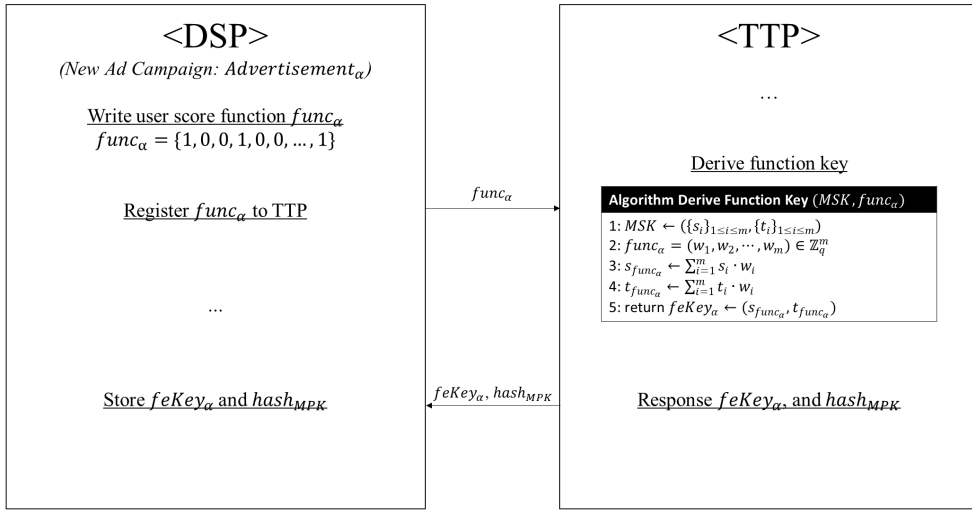 <DSP>
(New Ad Campaign: Advertisement_α)
Write user score function func_α
func_α = {1, 0, 0, 1, 0, 0, …, 1}
Register func_α to TTP
…
Store feKey_α and hash_MPK
func_α
feKey_α, hash_MPK
<TTP>
…
Derive function key
Algorithm Derive Function Key (MSK, func_α)
1: MSK ← ({s_i}_{1≤i≤m}, {t_i}_{1≤i≤m})
2: func_α = (w_1, w_2, ⋯, w_m) ∈ ℤ_q^m
3: s_{func_α} ← ∑_{i=1}^m s_i · w_i
4: t_{func_α} ← ∑_{i=1}^m t_i · w_i
5: return feKey_α ← (s_{func_α}, t_{func_α})
Response feKey_α, and hash_MPK